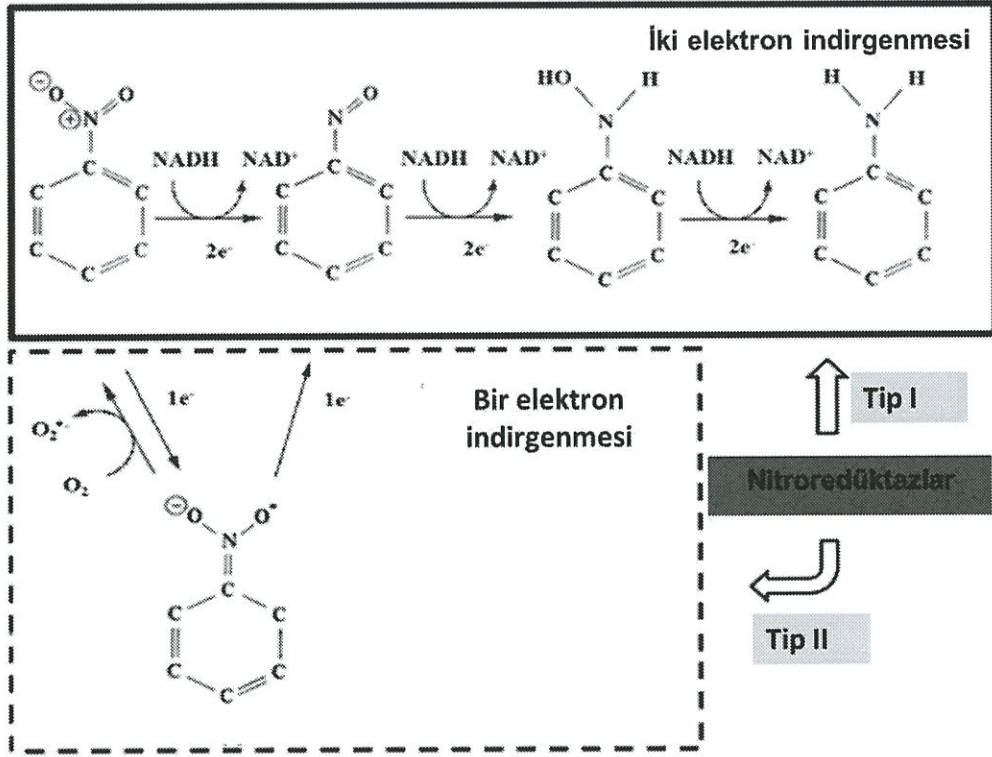 İki elektron indirgenmesi
⊖ O O HO H H H
N O N N
⊕ N
C NADH NAD⁺ C NADH NAD⁺ C NADH NAD⁺ C
C C C C C C C C
2e⁻ 2e⁻ 2e⁻
C C C C C C C C
C C C C
1e⁻ 1e⁻
Bir elektron
indirgenmesi
O₂•⁻
O₂
⊖ O O•
N
C
C C
C C
C
Tip I
Nitroredüktazlar
Tip II